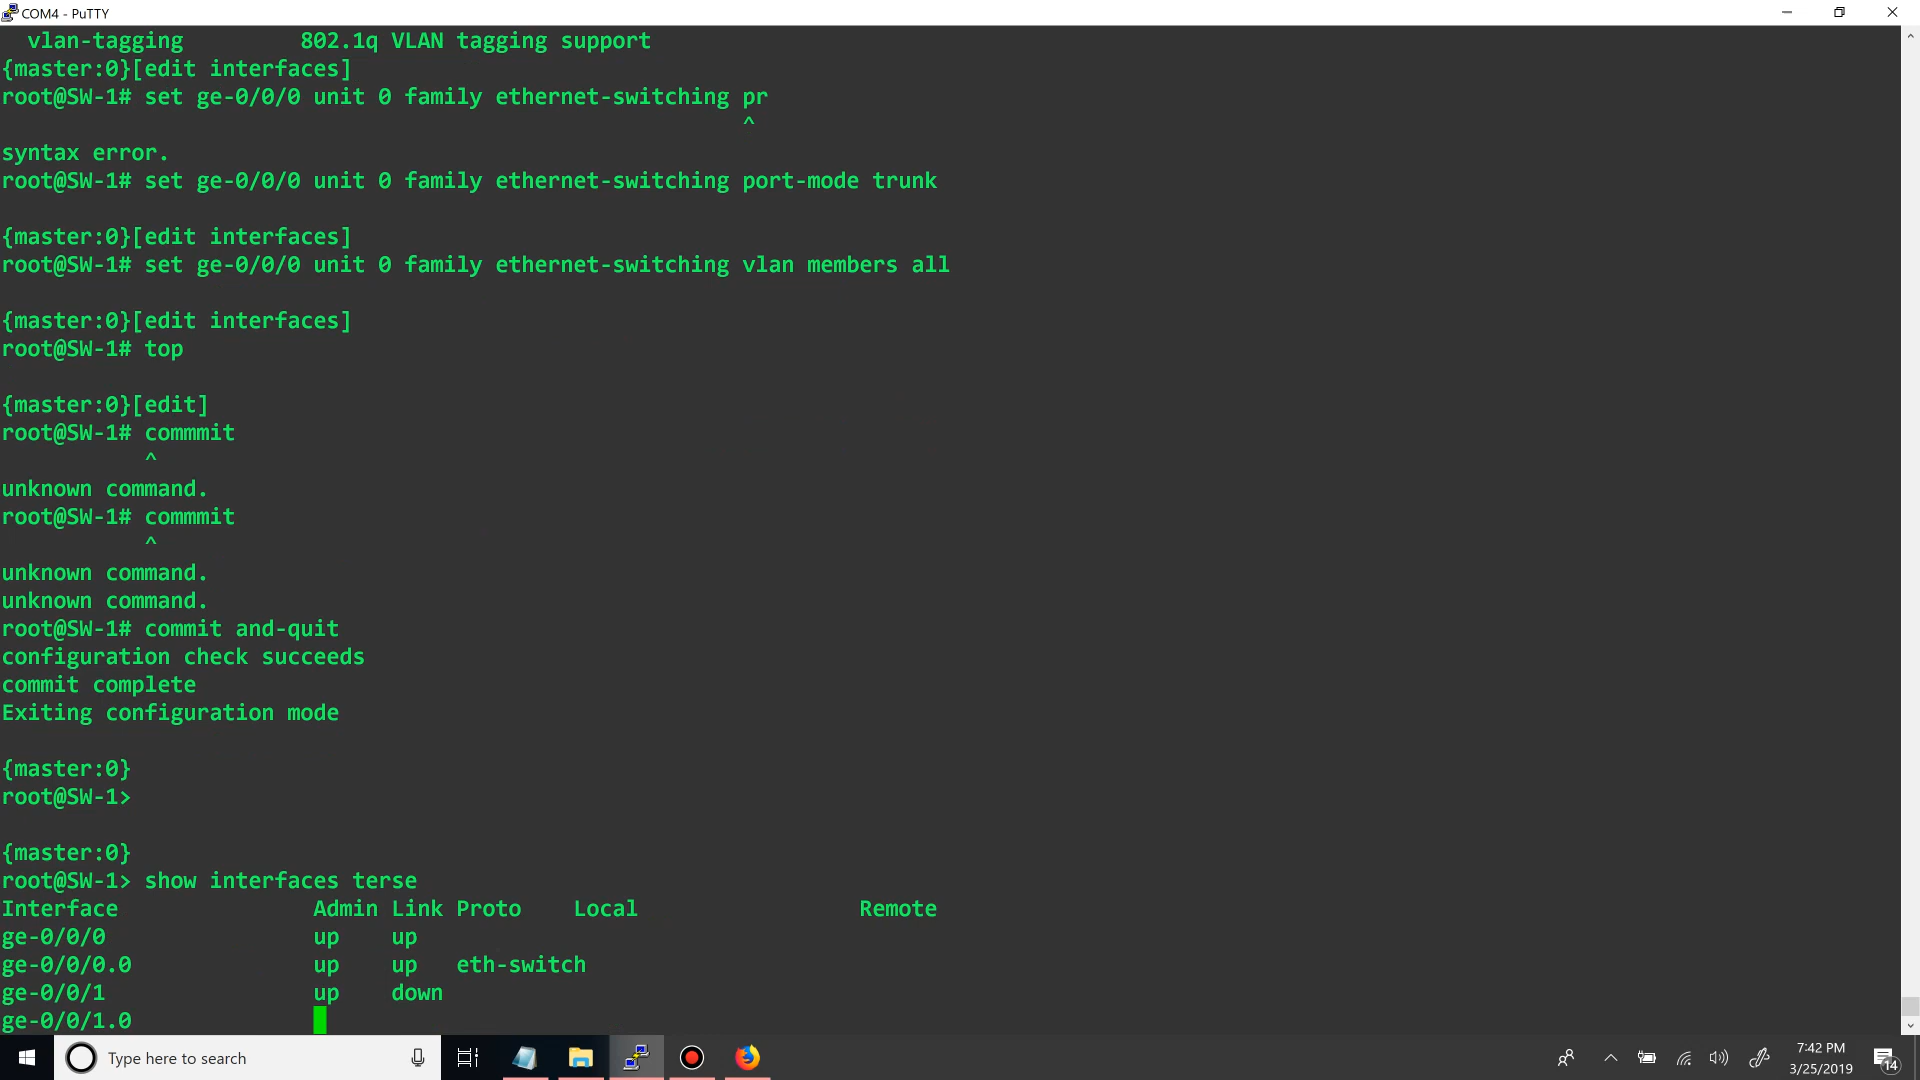 COM4 - PuTTY
vlan-tagging 802.1q VLAN tagging support
{master:0}[edit interfaces]
root@SW-1# set ge-0/0/0 unit 0 family ethernet-switching pr
^
syntax error.
root@SW-1# set ge-0/0/0 unit 0 family ethernet-switching port-mode trunk
{master:0}[edit interfaces]
root@SW-1# set ge-0/0/0 unit 0 family ethernet-switching vlan members all
{master:0}[edit interfaces]
root@SW-1# top
{master:0}[edit]
root@SW-1# commmit
^
unknown command.
root@SW-1# commmit
^
unknown command.
unknown command.
root@SW-1# commit and-quit
configuration check succeeds
commit complete
Exiting configuration mode
{master:0}
root@SW-1>
{master:0}
root@SW-1> show interfaces terse
Interface Admin Link Proto Local Remote
ge-0/0/0 up up
ge-0/0/0.0 up up eth-switch
ge-0/0/1 up down
ge-0/0/1.0
Type here to search
7:42 PM
3/25/2019
14